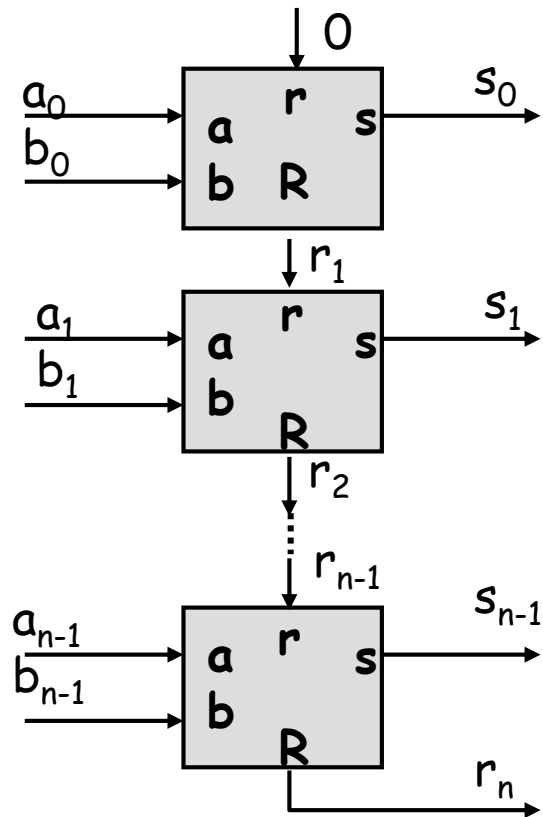 0
a₀ r s₀
a s
b₀ b R
r₁
a₁ r s₁
a s
b₁ b
R
r₂
rₙ₋₁
aₙ₋₁ r sₙ₋₁
a s
bₙ₋₁ b
R
rₙ